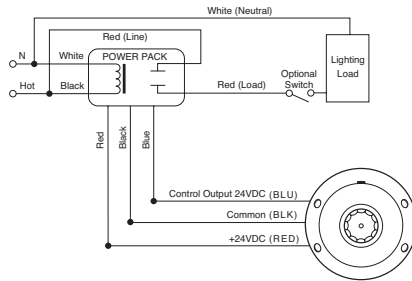 White (Neutral)
Red (Line)
N
White
POWER PACK
Hot
Black
Red (Load)
Optional
Switch
Lighting
Load
Red
Black
Blue
Control Output 24VDC (BLU)
Common (BLK)
+24VDC (RED)